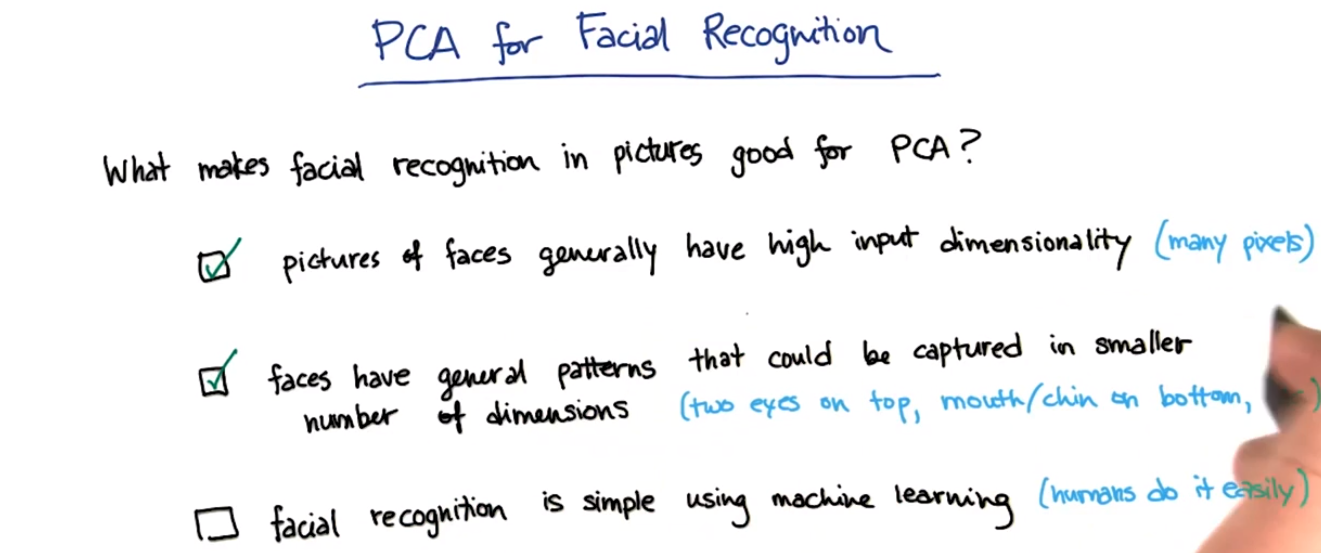 PCA for Facial Recognition
What makes facial recognition in pictures good for PCA?
pictures of faces generally have high input dimensionality (many pixels)
faces have general patterns that could be captured in smaller
number of dimensions (two eyes on top, mouth/chin on bottom, )
facial recognition is simple using machine learning (humans do it easily)